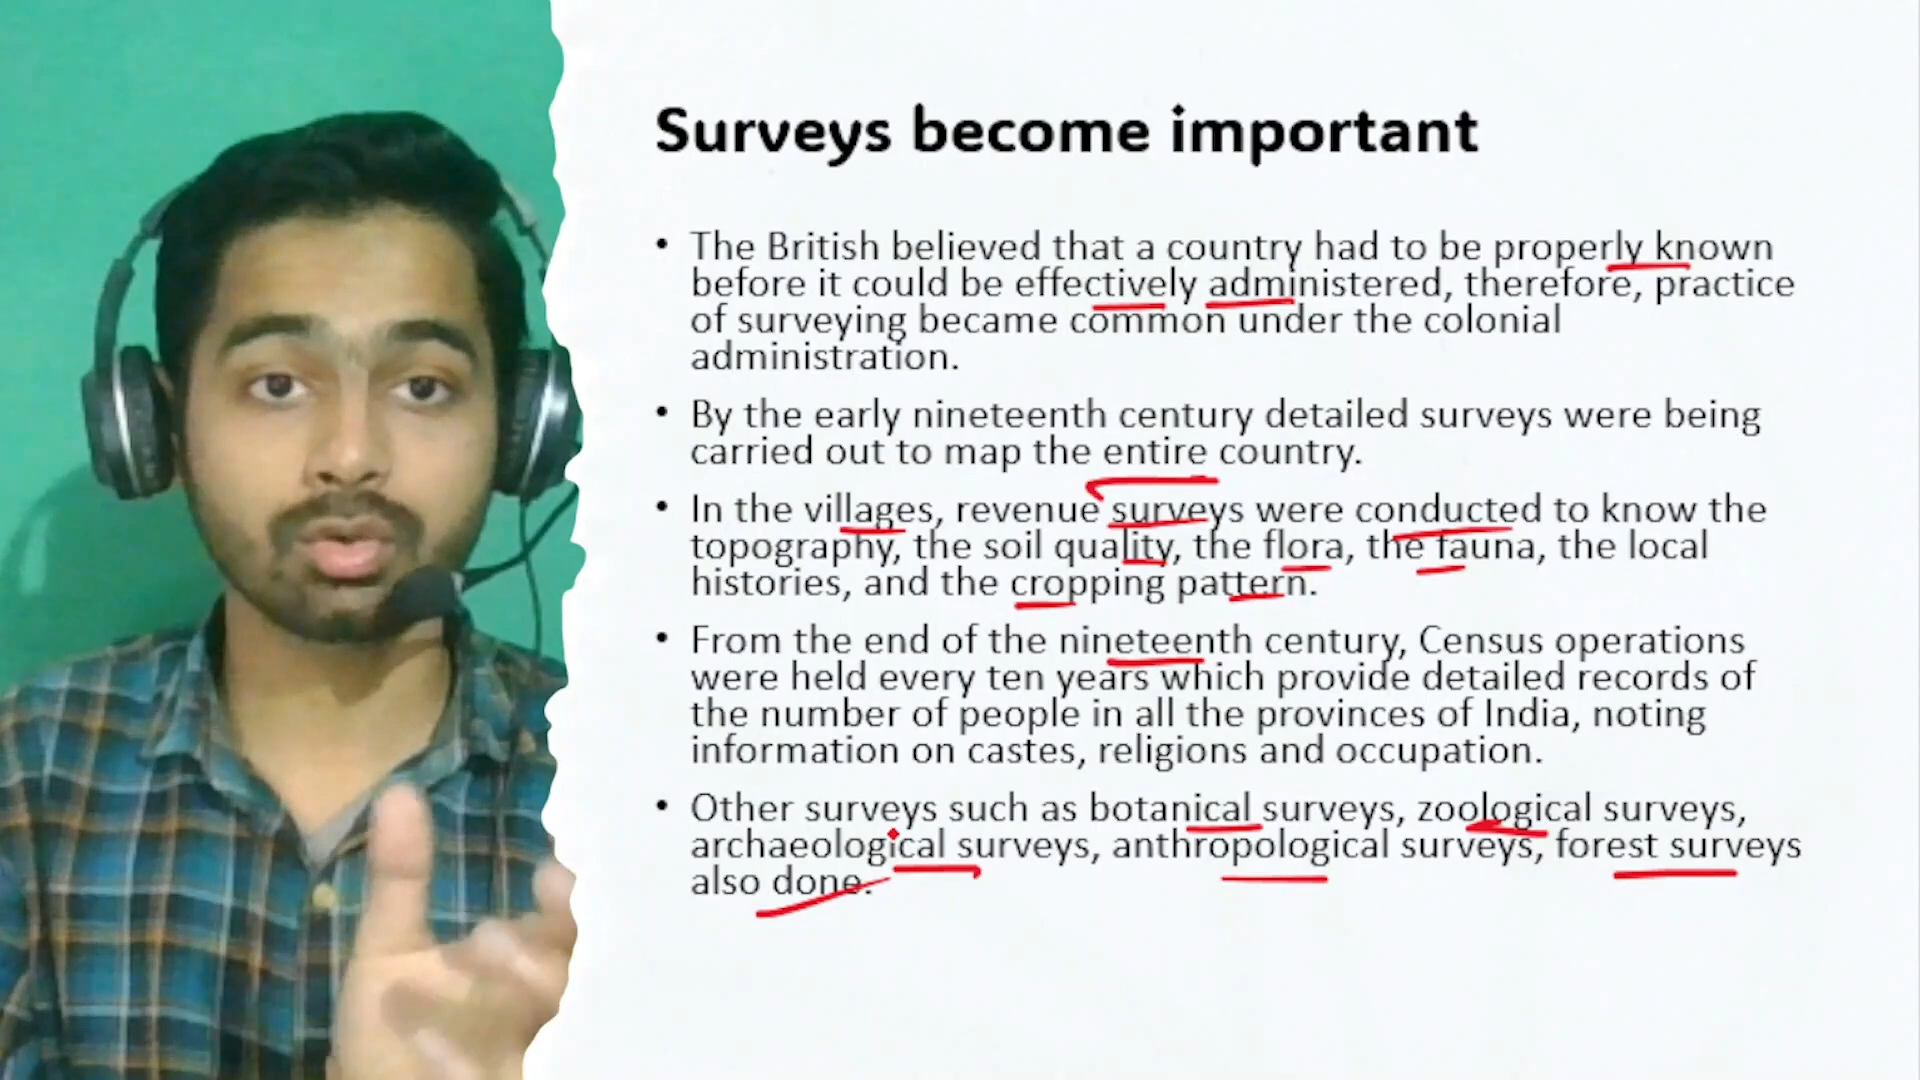 Surveys become important
• The British believed that a country had to be properly known
before it could be effectively administered, therefore, practice
of surveying became common under the colonial
administration.
• By the early nineteenth century detailed surveys were being
carried out to map the entire country.
• In the villages, revenue surveys were conducted to know the
topography, the soil quality, the flora, the fauna, the local
histories, and the cropping pattern.
• From the end of the nineteenth century, Census operations
were held every ten years which provide detailed records of
the number of people in all the provinces of India, noting
information on castes, religions and occupation.
• Other surveys such as botanical surveys, zoological surveys,
archaeological surveys, anthropological surveys, forest surveys
also done.